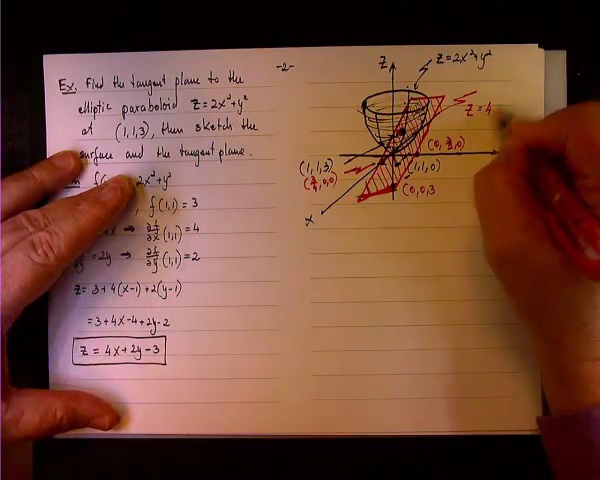 -2-
Ex. Find the tangent plane to the
elliptic paraboloid z=2x²+y²
at (1,1,3), then sketch the
surface and the tangent plane.
2x²+y²
, f(1,1)=3
x ⇒ ∂f/∂x (1,1)=4
∂y =2y → ∂f/∂y (1,1)=2
z= 3+4(x-1)+2(y-1)
=3+4x-4+2y-2
z = 4x+2y-3
z
z=2x²+y²
z=4
(0,3/2,0)
(1,1,3)
(1,1,0)
(3/4,0,0)
(0,0,3
x